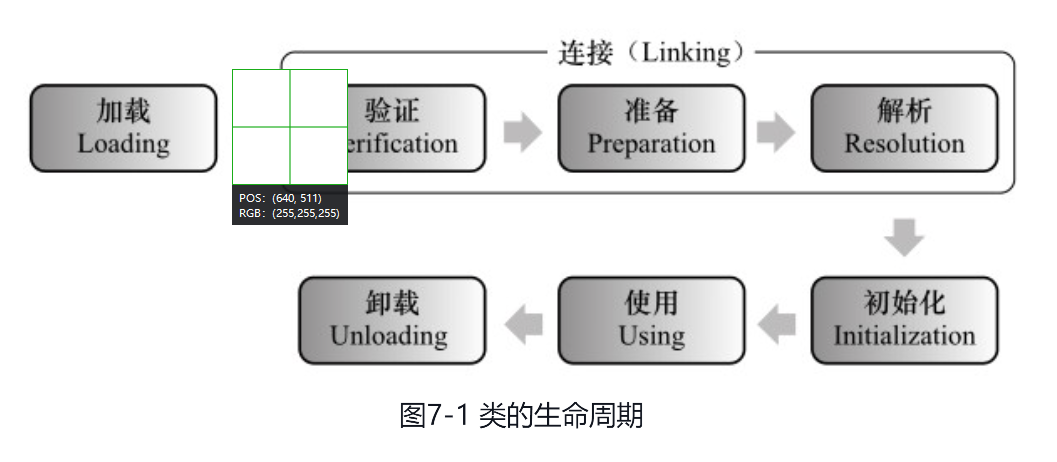 连接（Linking）
加载
Loading
验证
erification
准备
Preparation
解析
Resolution
POS: (640, 511)
RGB: (255,255,255)
卸载
Unloading
使用
Using
初始化
Initialization
图7-1 类的生命周期